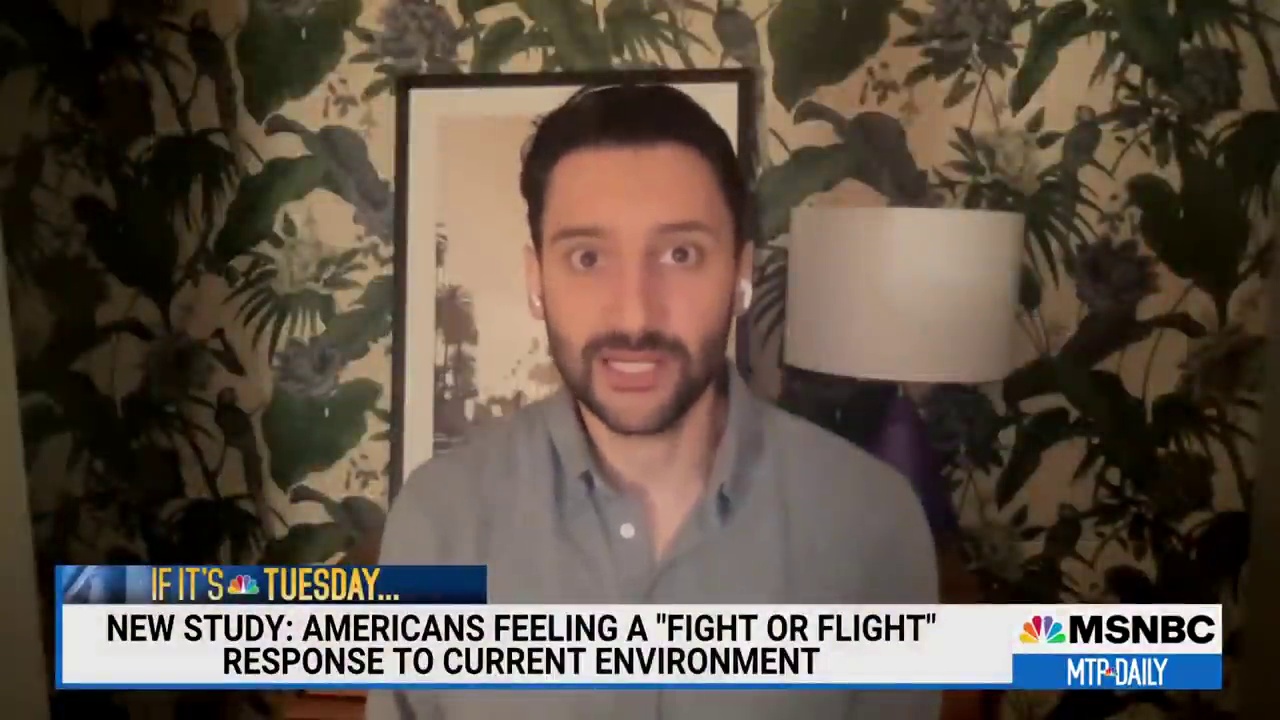 IF IT'S TUESDAY...
NEW STUDY: AMERICANS FEELING A "FIGHT OR FLIGHT"
RESPONSE TO CURRENT ENVIRONMENT
MSNBC
MTP DAILY